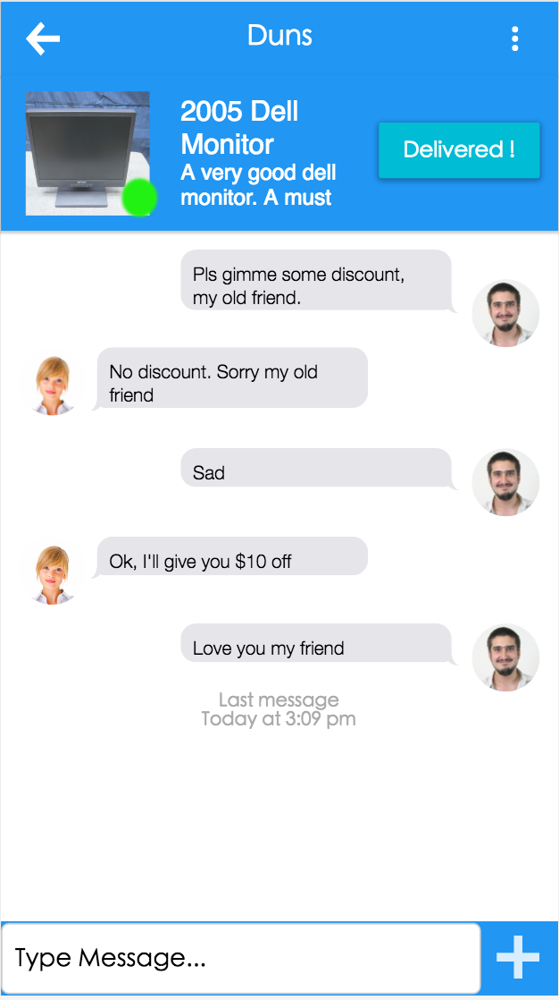 Duns
2005 Dell
Monitor
A very good dell
monitor. A must
Delivered !
Pls gimme some discount,
my old friend.
No discount. Sorry my old
friend
Sad
Ok, I'll give you $10 off
Love you my friend
Last message
Today at 3:09 pm
Type Message...